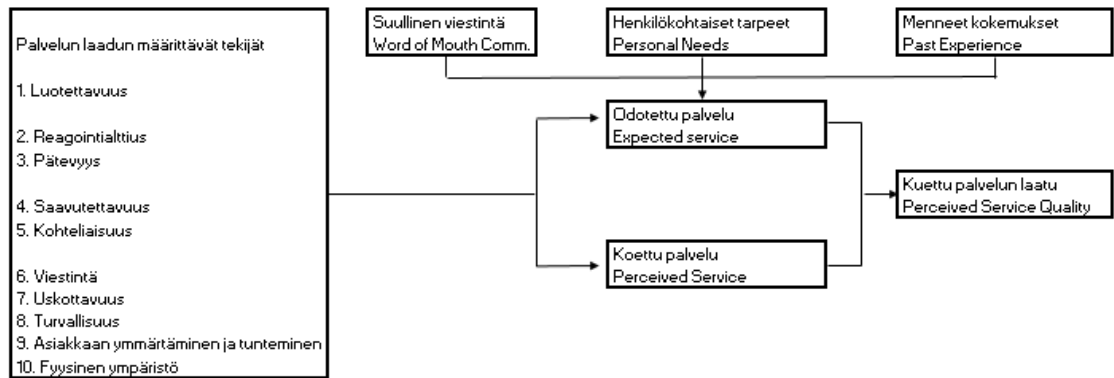 Palvelun laadun määrittävät tekijät
1. Luotettavuus
2. Reagointialttius
3. Pätevyys
4. Saavutettavuus
5. Kohteliaisuus
6. Viestintä
7. Uskottavuus
8. Turvallisuus
9. Asiakkaan ymmärtäminen ja tunteminen
10. Fyysinen ympäristö
Suullinen viestintä
Word of Mouth Comm.
Henkilökohtaiset tarpeet
Personal Needs
Menneet kokemukset
Past Experience
Odotettu palvelu
Expected service
Koettu palvelu
Perceived Service
Kuettu palvelun laatu
Perceived Service Quality